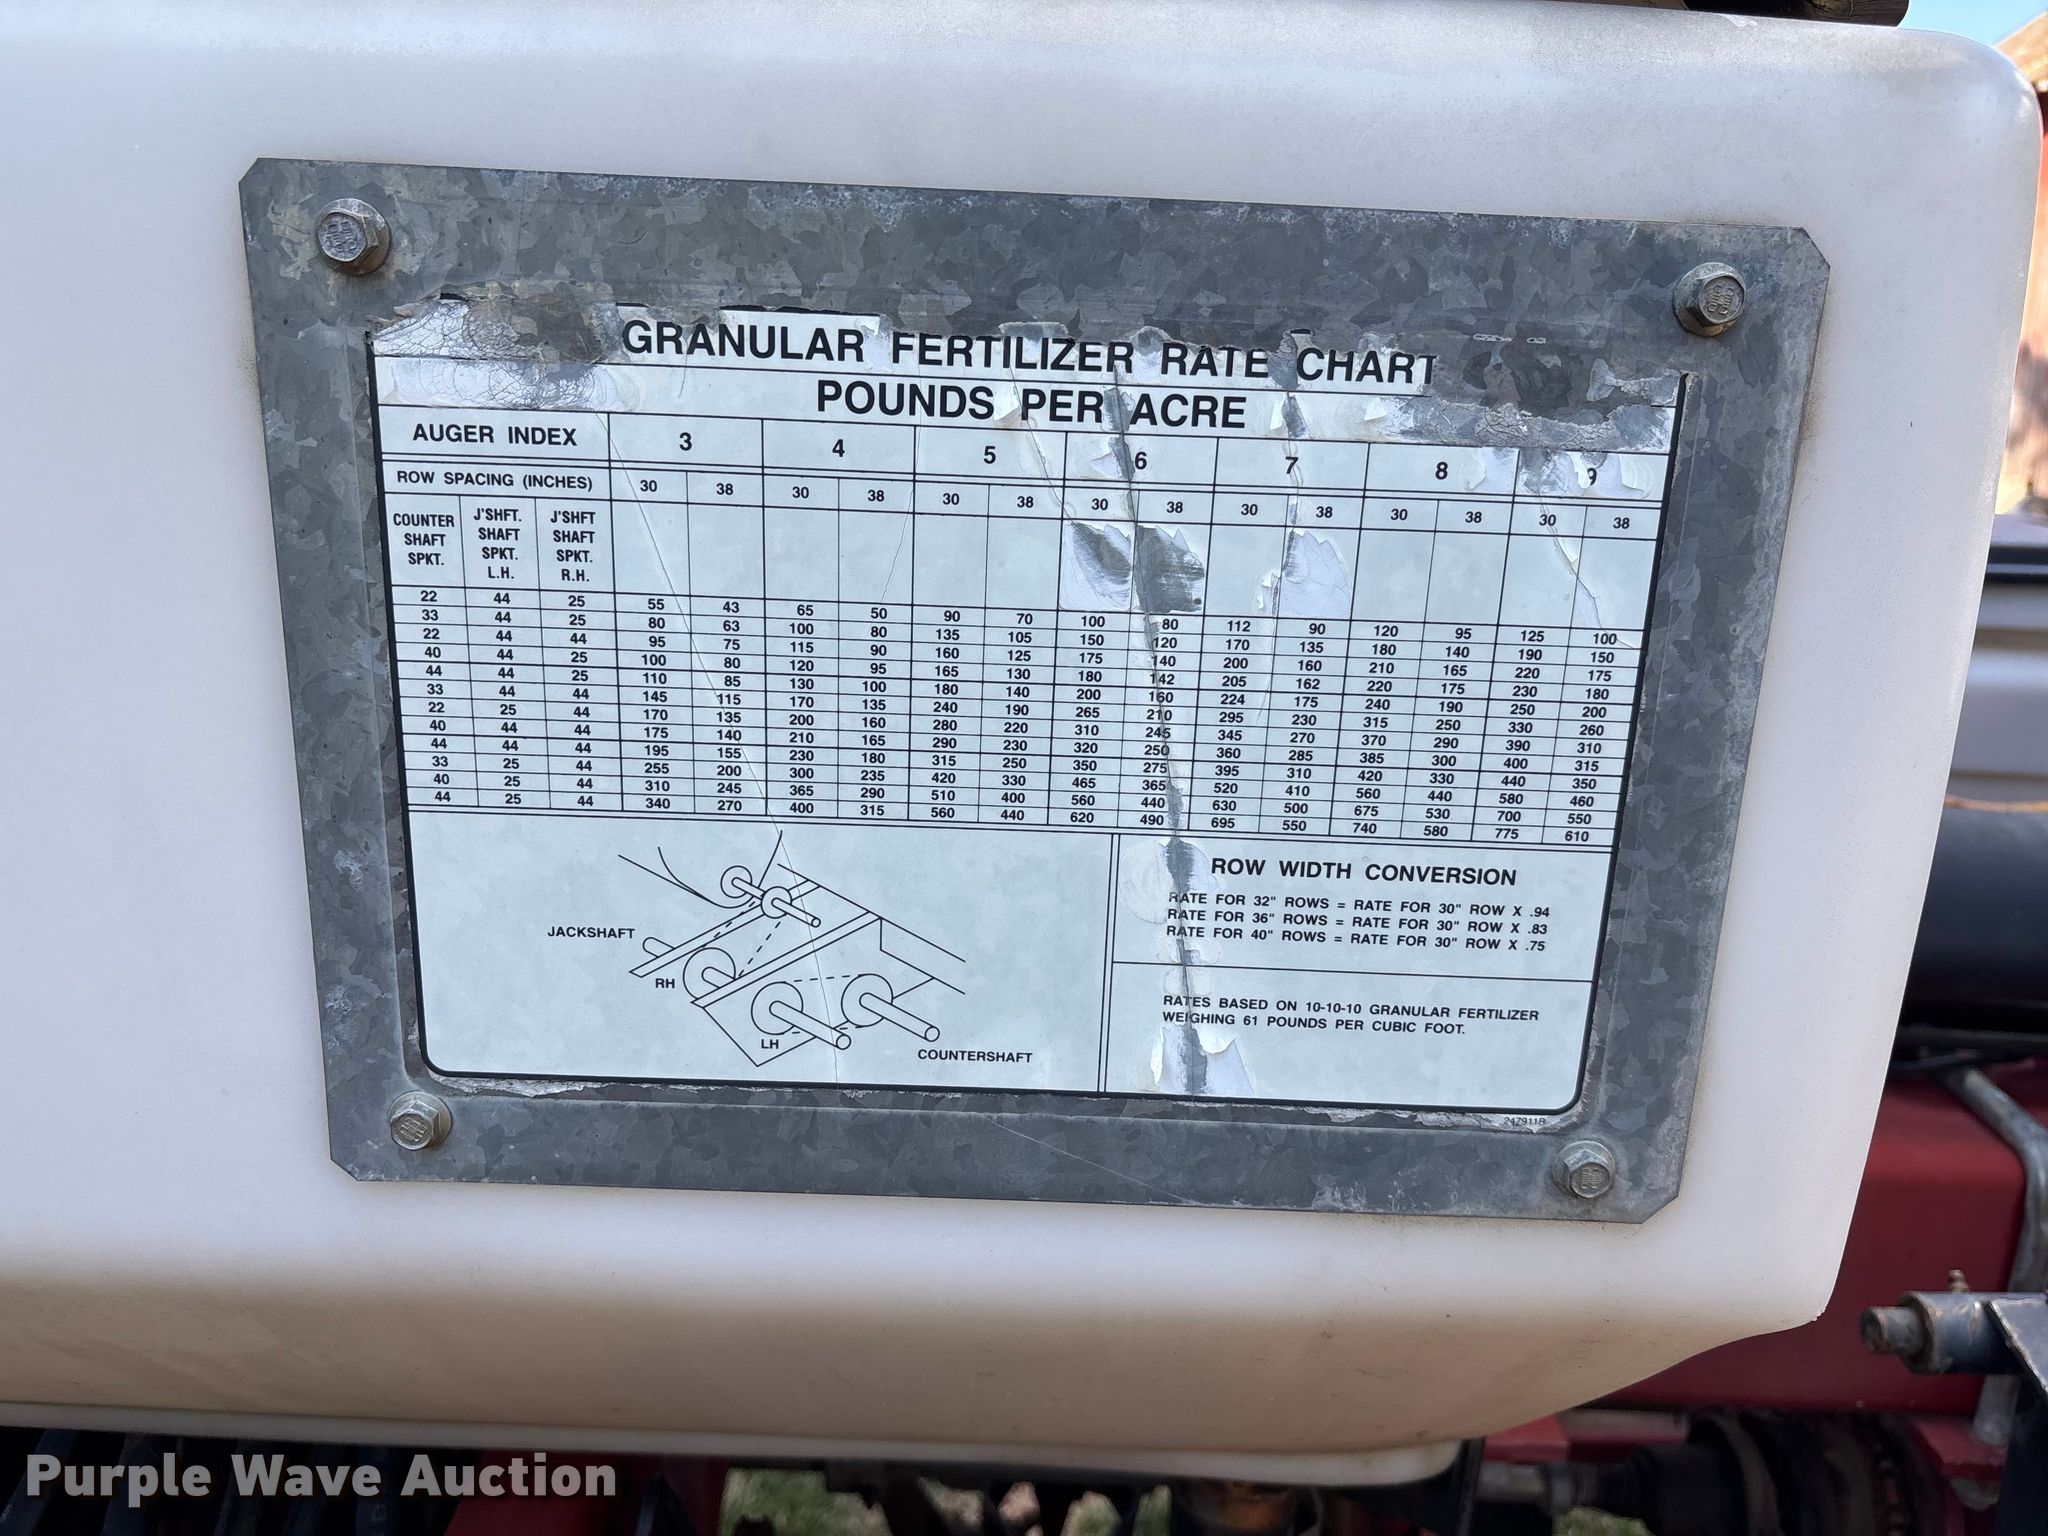 GRANULAR FERTILIZER RATE CHART
POUNDS PER ACRE
AUGER INDEX 3 4 5 6 7 8 9
ROW SPACING (INCHES) 30 38 30 38 30 38 30 38 30 38 30 38 30 38
COUNTER SHAFT SPKT. J'SHFT. SHAFT SPKT. L.H. J'SHFT SHAFT SPKT. R.H.
22 44 25 55 43 65 50 90 70 100 80 112 90 120 95 125 100
33 44 25 80 63 100 80 135 105 150 120 170 135 180 140 190 150
22 44 44 95 75 115 90 160 125 175 140 200 160 210 165 220 175
40 44 25 100 80 120 95 165 130 180 142 205 162 220 175 230 180
44 44 25 110 85 130 100 180 140 200 160 224 175 240 190 250 200
33 44 44 145 115 170 135 240 190 265 210 295 230 315 250 330 260
22 25 44 170 135 200 160 280 220 310 245 345 270 370 290 390 310
40 44 44 175 140 210 165 290 230 320 250 360 285 385 300 400 315
44 44 44 195 155 230 180 315 250 350 275 395 310 420 330 440 350
33 25 44 255 200 300 235 420 330 465 365 520 410 560 440 580 460
40 25 44 310 245 365 290 510 400 560 440 630 500 675 530 700 550
44 25 44 340 270 400 315 560 440 620 490 695 550 740 580 775 610
JACKSHAFT
RH
LH
COUNTERSHAFT
ROW WIDTH CONVERSION
RATE FOR 32" ROWS = RATE FOR 30" ROW X .94
RATE FOR 36" ROWS = RATE FOR 30" ROW X .83
RATE FOR 40" ROWS = RATE FOR 30" ROW X .75
RATES BASED ON 10-10-10 GRANULAR FERTILIZER
WEIGHING 61 POUNDS PER CUBIC FOOT.
247911B
Purple Wave Auction